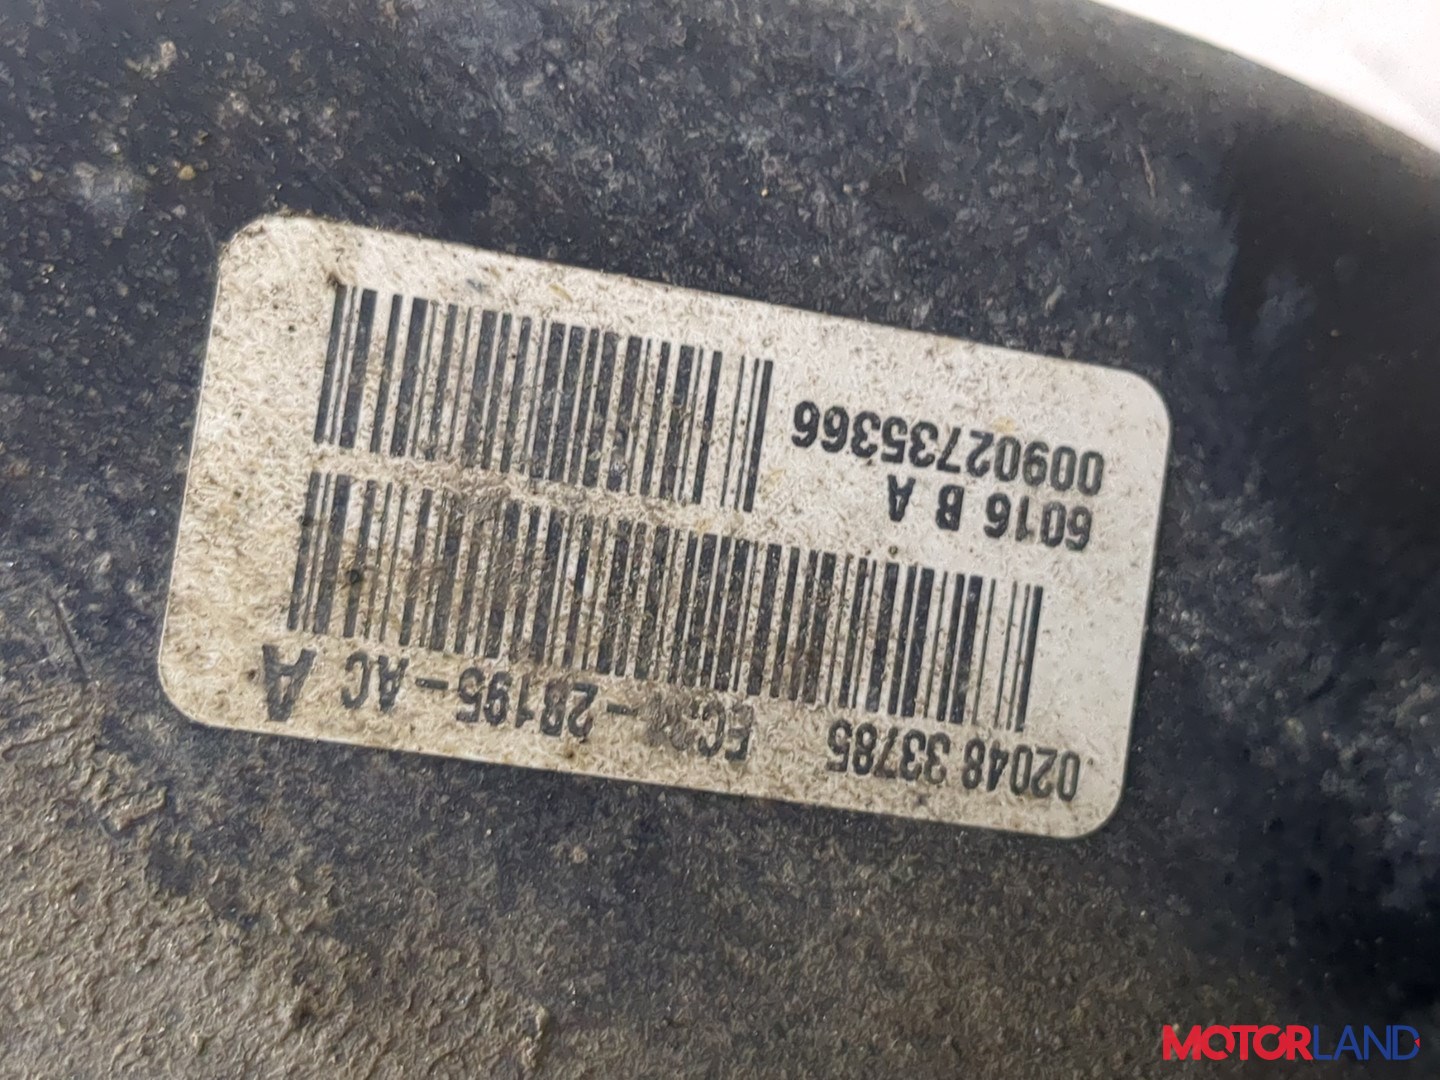 02048 33785 -2B195-AC A
6016 B A
00902735366
MOTORLAND